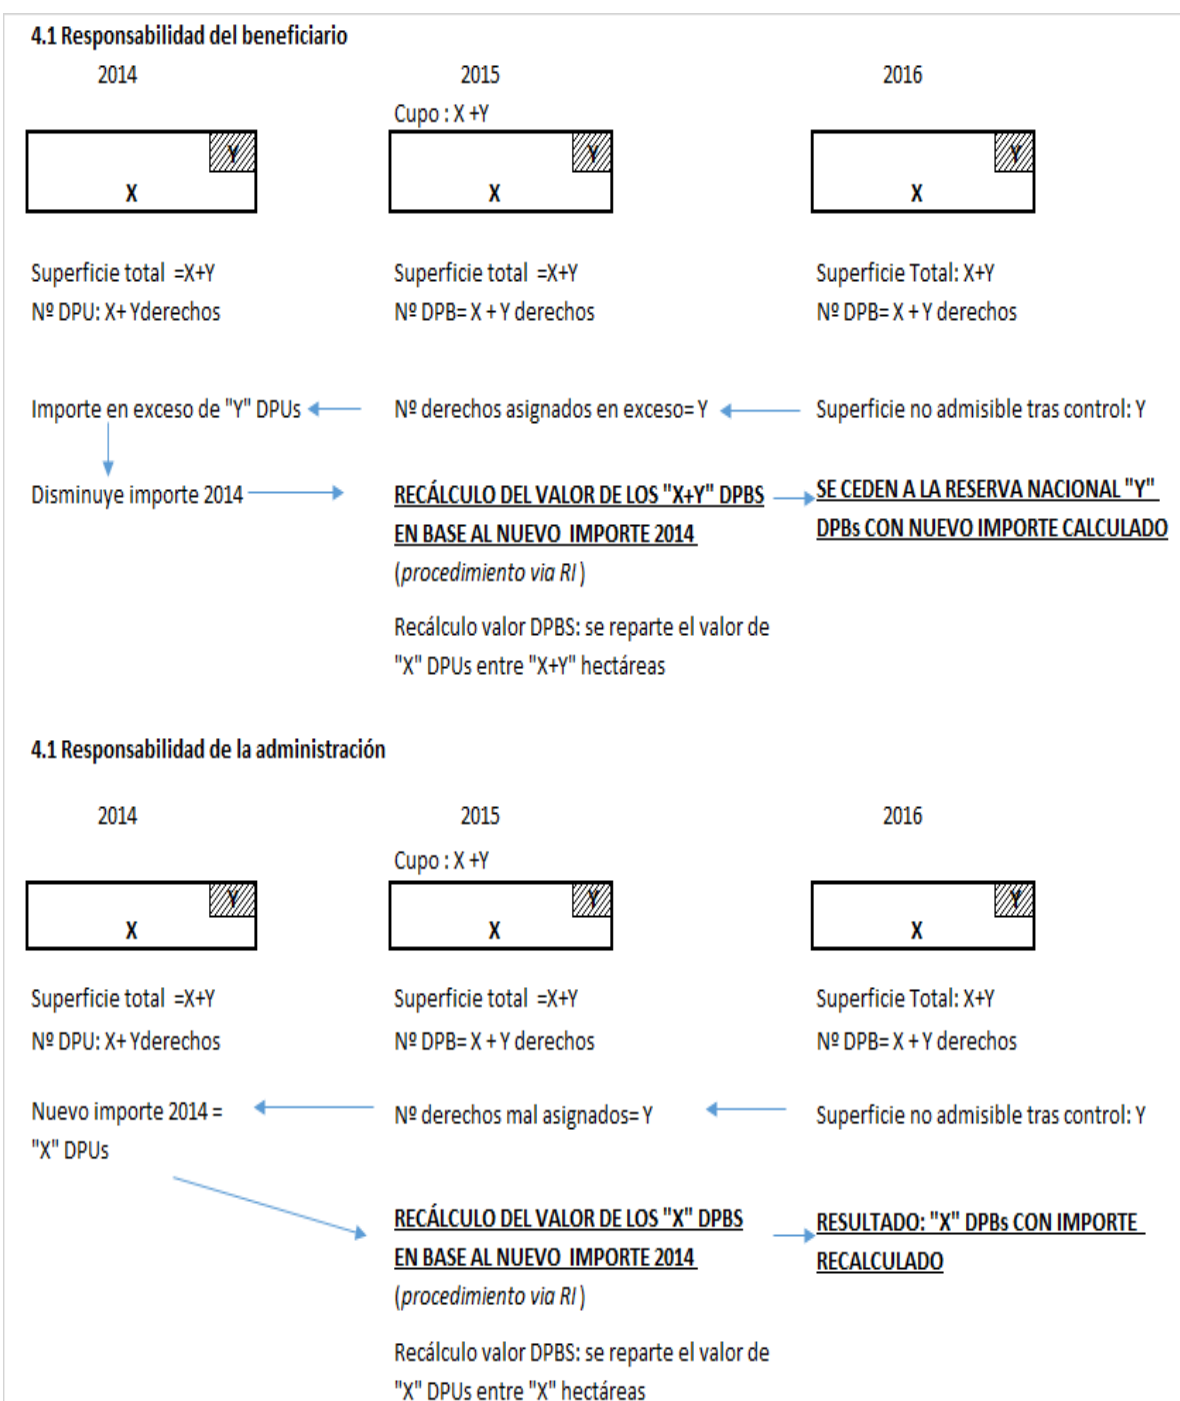 4.1 Responsabilidad del beneficiario
2014 2015 2016
Cupo : X +Y
Y Y Y
X X X
Superficie total =X+Y Superficie total =X+Y Superficie Total: X+Y
Nº DPU: X+ Yderechos Nº DPB= X + Y derechos Nº DPB= X + Y derechos
Importe en exceso de "Y" DPUs Nº derechos asignados en exceso= Y Superficie no admisible tras control: Y
Disminuye importe 2014
RECÁLCULO DEL VALOR DE LOS "X+Y" DPBS
EN BASE AL NUEVO IMPORTE 2014
(procedimiento via RI )
SE CEDEN A LA RESERVA NACIONAL "Y"
DPBs CON NUEVO IMPORTE CALCULADO
Recálculo valor DPBS: se reparte el valor de
"X" DPUs entre "X+Y" hectáreas
4.1 Responsabilidad de la administración
2014 2015 2016
Cupo : X +Y
Y Y Y
X X X
Superficie total =X+Y Superficie total =X+Y Superficie Total: X+Y
Nº DPU: X+ Yderechos Nº DPB= X + Y derechos Nº DPB= X + Y derechos
Nuevo importe 2014 =
"X" DPUs
Nº derechos mal asignados= Y Superficie no admisible tras control: Y
RECÁLCULO DEL VALOR DE LOS "X" DPBS
EN BASE AL NUEVO IMPORTE 2014
(procedimiento via RI )
RESULTADO: "X" DPBs CON IMPORTE
RECALCULADO
Recálculo valor DPBS: se reparte el valor de
"X" DPUs entre "X" hectáreas